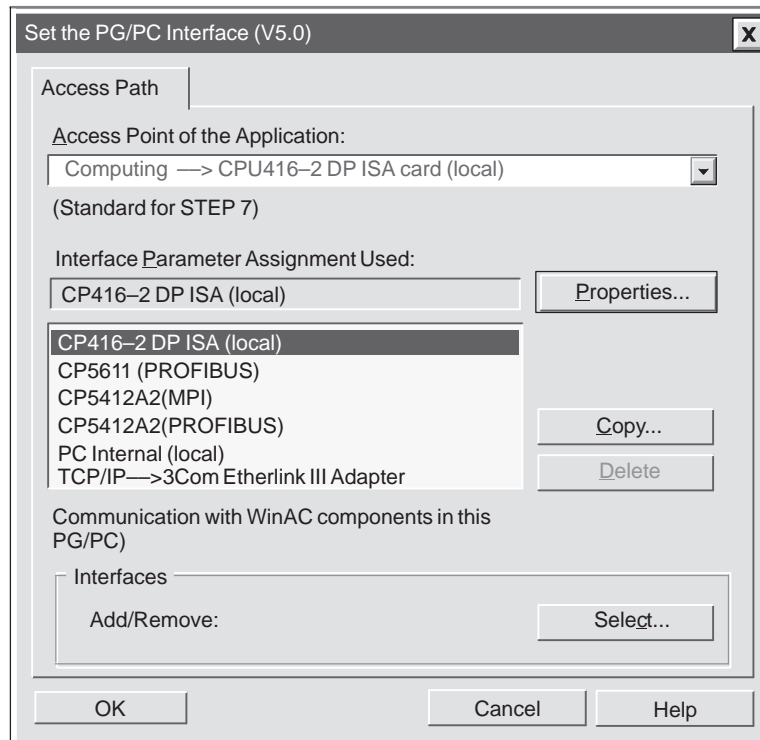 Set the PG/PC Interface (V5.0)
X
Access Path
Access Point of the Application:
Computing —> CPU416–2 DP ISA card (local)
(Standard for STEP 7)
Interface Parameter Assignment Used:
CP416–2 DP ISA (local)
Properties...
CP416–2 DP ISA (local)
CP5611 (PROFIBUS)
CP5412A2(MPI)
CP5412A2(PROFIBUS)
PC Internal (local)
TCP/IP—>3Com Etherlink III Adapter
Copy...
Delete
Communication with WinAC components in this
PG/PC)
Interfaces
Add/Remove:
Select...
OK
Cancel
Help